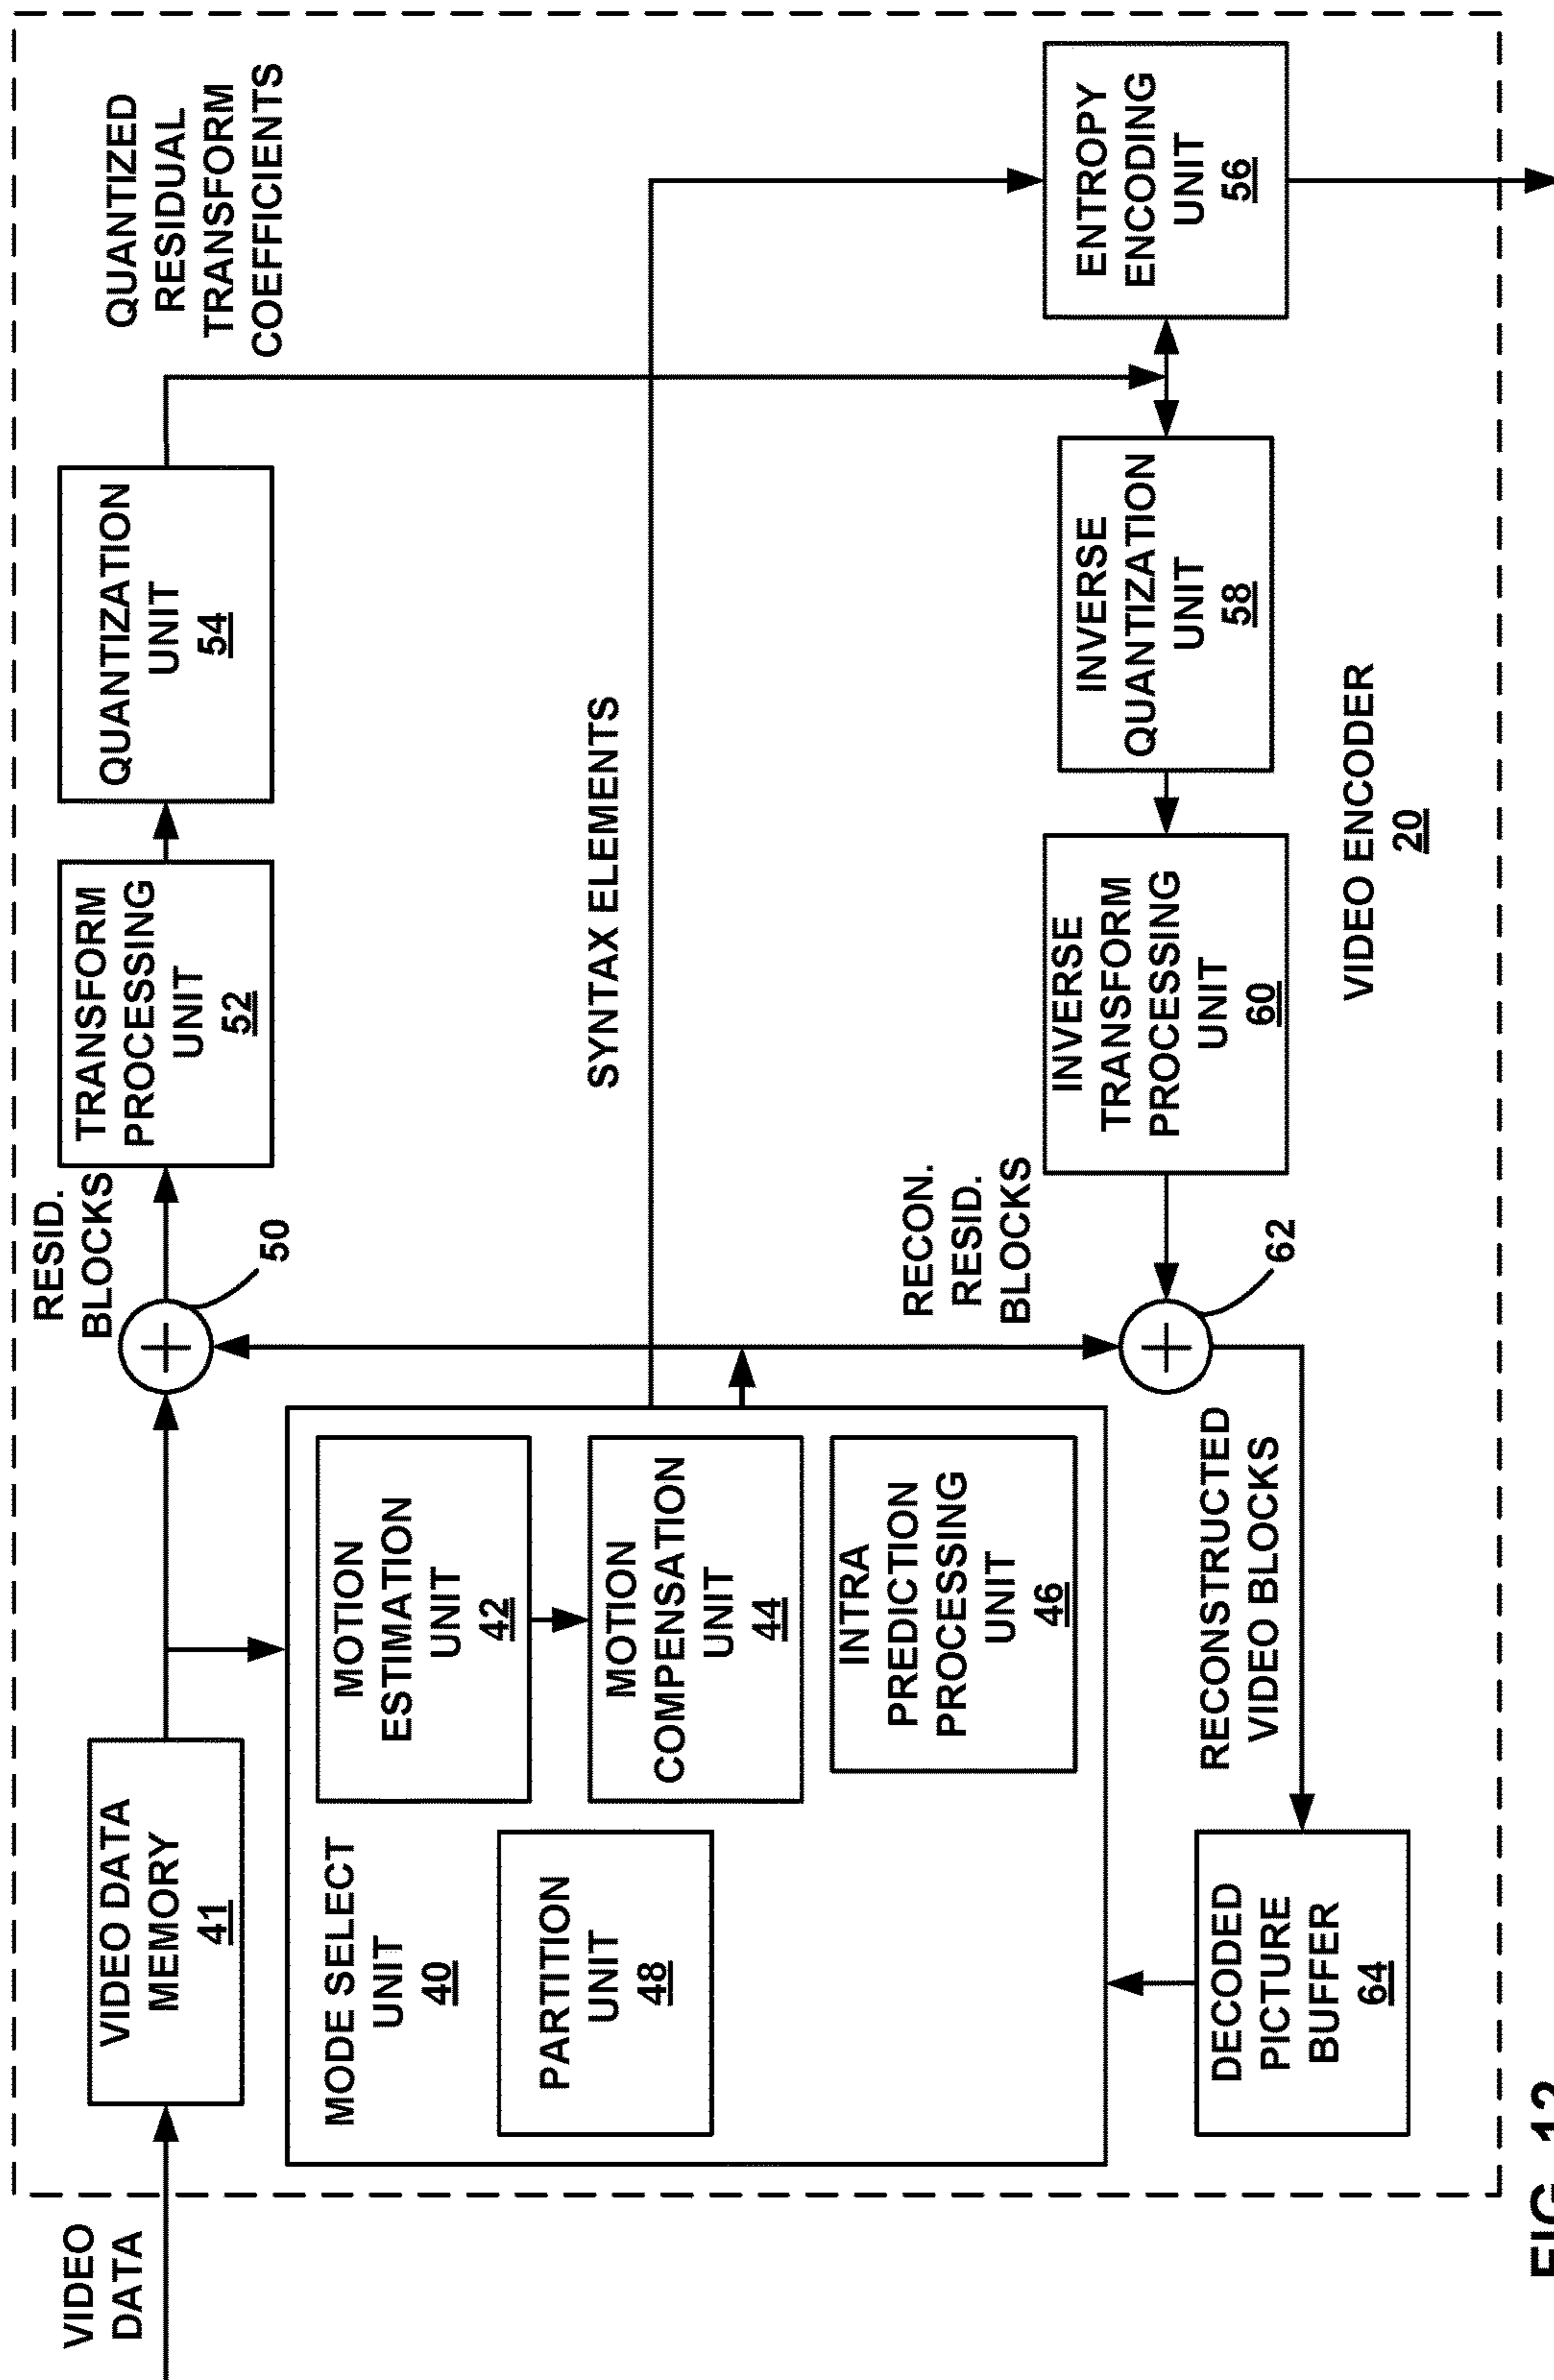 VIDEO
DATA
VIDEO DATA
MEMORY
41
RESID.
BLOCKS
50
TRANSFORM
PROCESSING
UNIT
52
QUANTIZATION
UNIT
54
QUANTIZED
RESIDUAL
TRANSFORM
COEFFICIENTS
MODE SELECT
UNIT
40
PARTITION
UNIT
48
MOTION
ESTIMATION
UNIT
42
MOTION
COMPENSATION
UNIT
44
INTRA
PREDICTION
PROCESSING
UNIT
46
SYNTAX ELEMENTS
RECON.
RESID.
BLOCKS
62
INVERSE
TRANSFORM
PROCESSING
UNIT
60
INVERSE
QUANTIZATION
UNIT
58
ENTROPY
ENCODING
UNIT
56
DECODED
PICTURE
BUFFER
64
RECONSTRUCTED
VIDEO BLOCKS
VIDEO ENCODER
20
FIG. 12